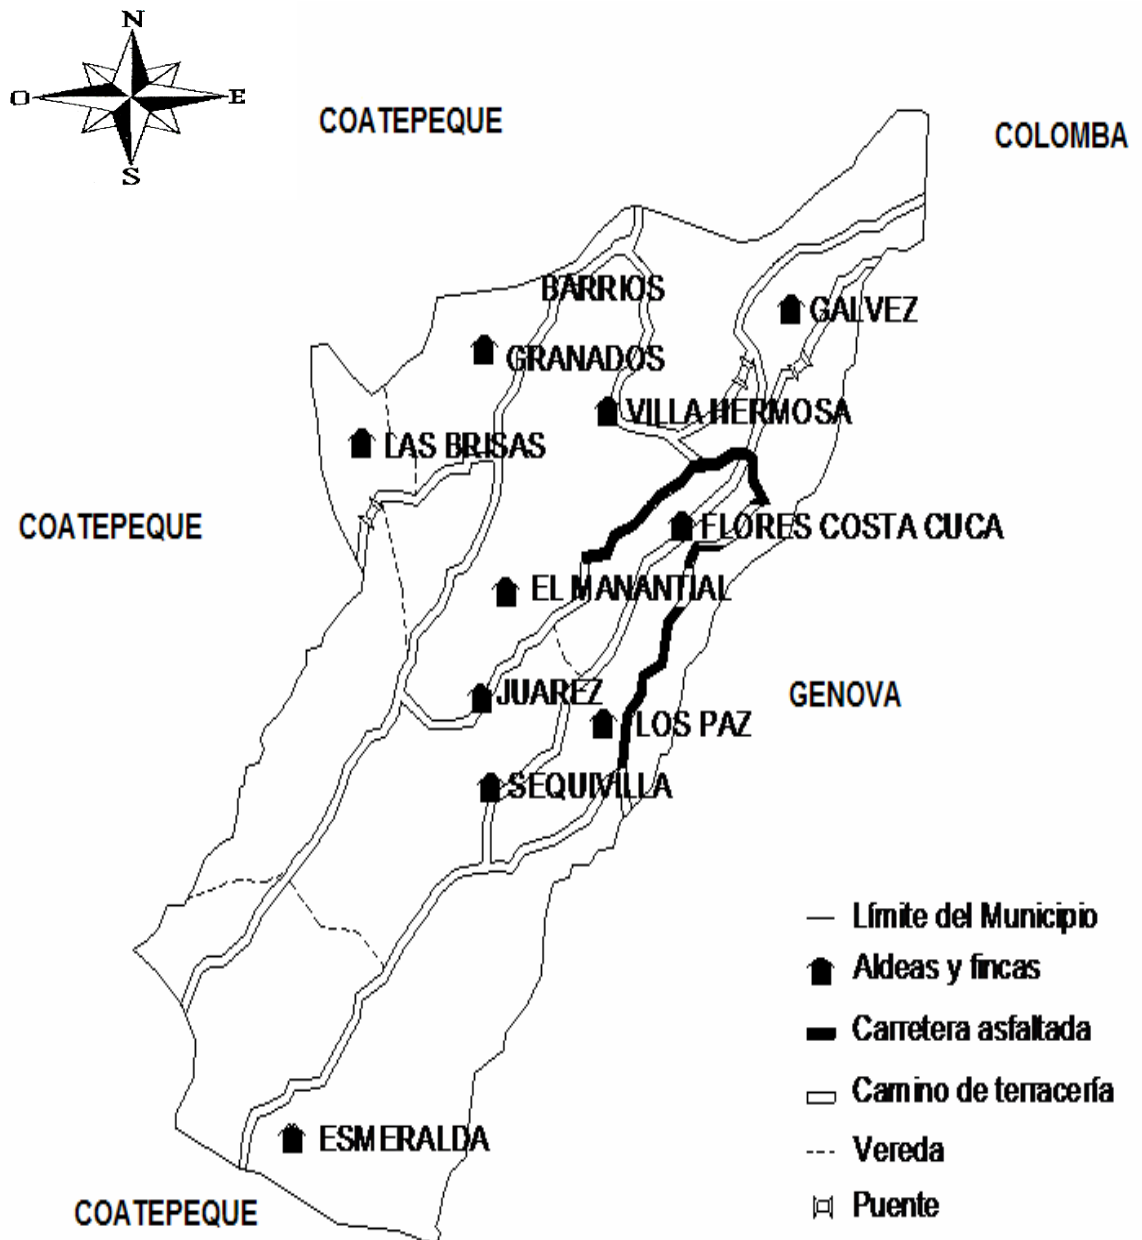 N
O
E
S
COATEPEQUE
COLOMBA
BARRIOS
GALVEZ
GRANADOS
VILLA HERMOSA
LAS BRISAS
COATEPEQUE
FLORES COSTA CUCA
EL MANANTIAL
JUAREZ
GENOVA
LOS PAZ
SEQUIVILLA
Límite del Municipio
Aldeas y fincas
Carretera asfaltada
Camino de terracería
ESMERALDA
Vereda
COATEPEQUE
Puente